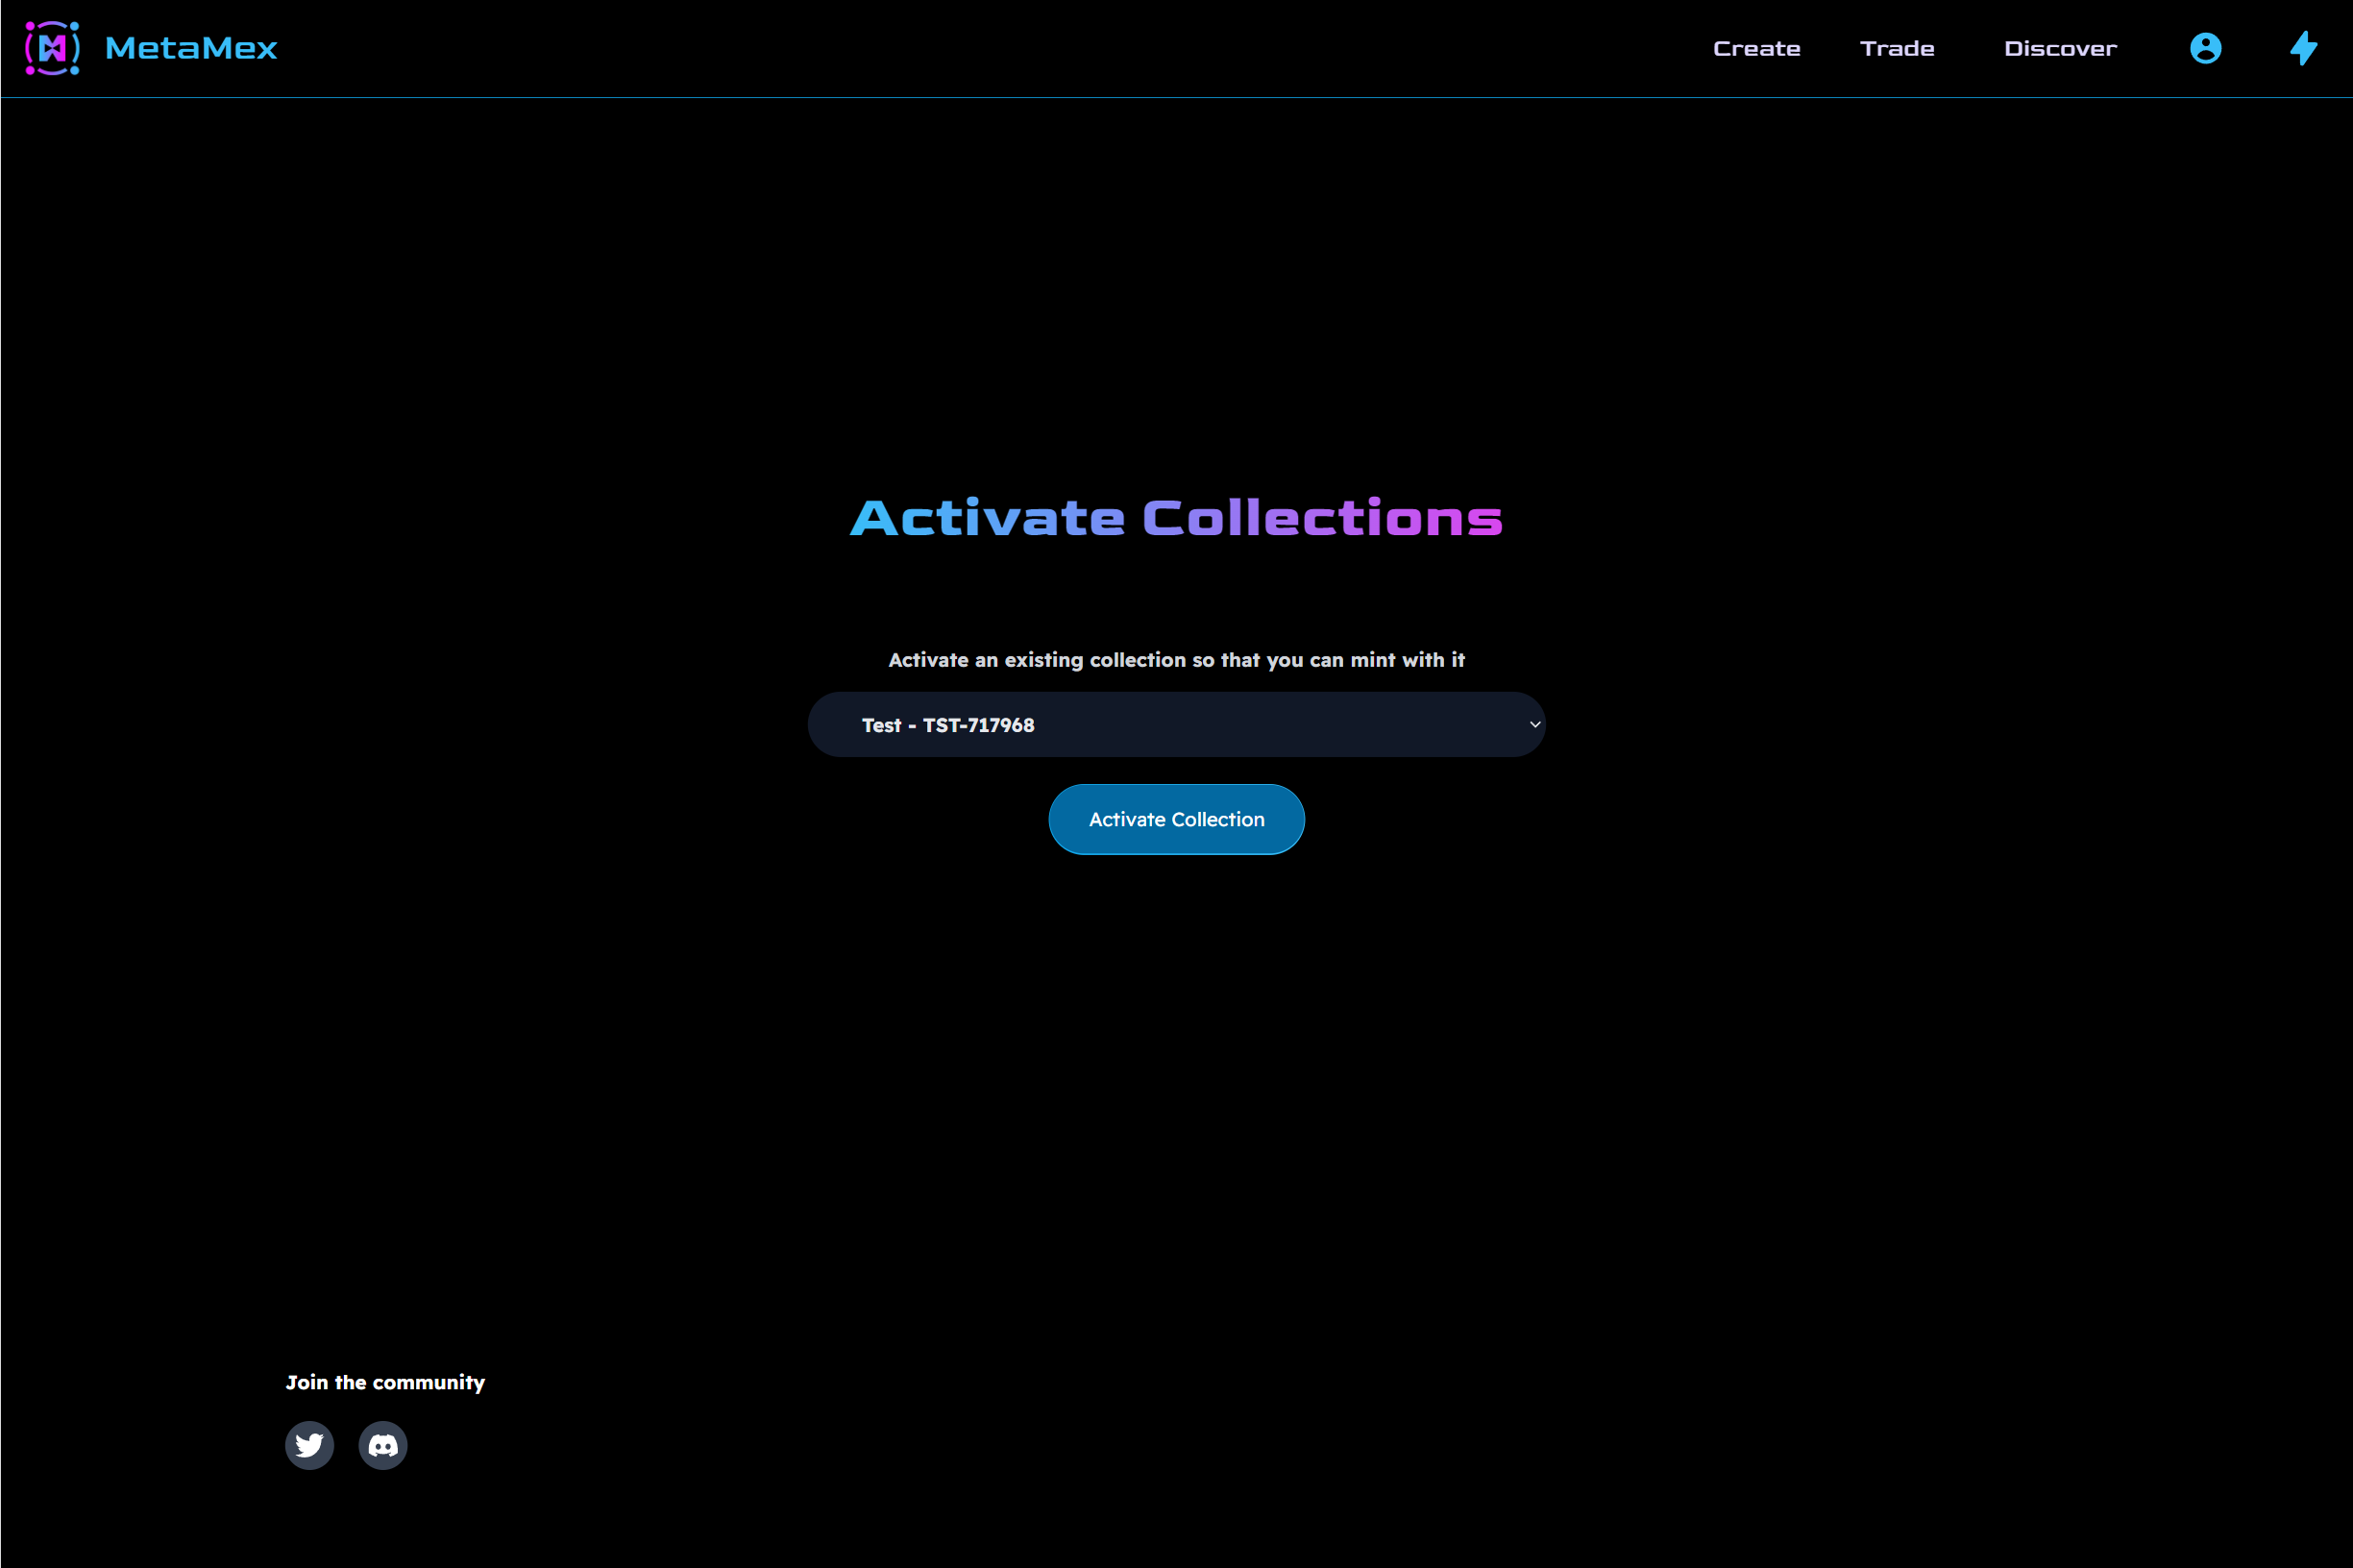 MetaMex
Create Trade Discover
Activate Collections
Activate an existing collection so that you can mint with it
Test - TST-717968
Activate Collection
Join the community